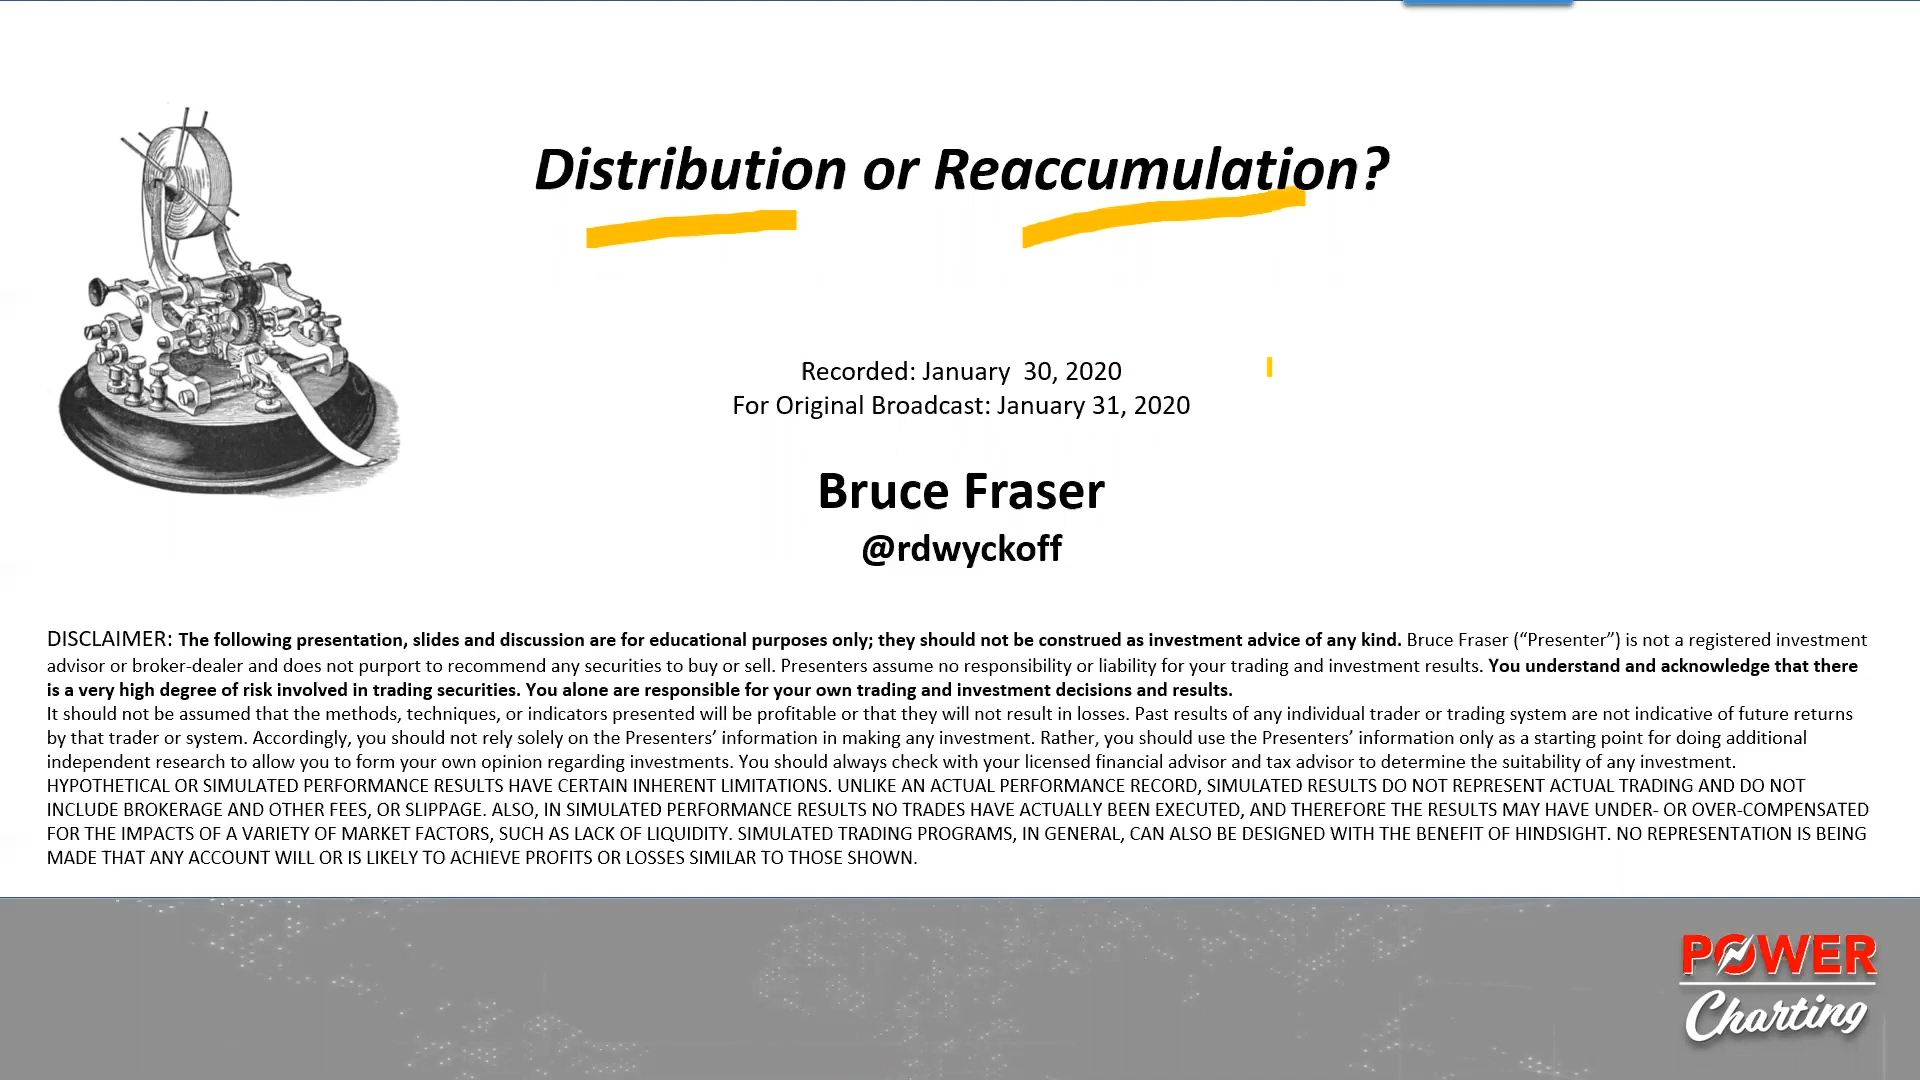 Distribution or Reaccumulation?
Recorded: January 30, 2020
For Original Broadcast: January 31, 2020
Bruce Fraser
@rdwyckoff
DISCLAIMER: The following presentation, slides and discussion are for educational purposes only; they should not be construed as investment advice of any kind. Bruce Fraser (“Presenter”) is not a registered investment
advisor or broker-dealer and does not purport to recommend any securities to buy or sell. Presenters assume no responsibility or liability for your trading and investment results. You understand and acknowledge that there
is a very high degree of risk involved in trading securities. You alone are responsible for your own trading and investment decisions and results.
It should not be assumed that the methods, techniques, or indicators presented will be profitable or that they will not result in losses. Past results of any individual trader or trading system are not indicative of future returns
by that trader or system. Accordingly, you should not rely solely on the Presenters’ information in making any investment. Rather, you should use the Presenters’ information only as a starting point for doing additional
independent research to allow you to form your own opinion regarding investments. You should always check with your licensed financial advisor and tax advisor to determine the suitability of any investment.
HYPOTHETICAL OR SIMULATED PERFORMANCE RESULTS HAVE CERTAIN INHERENT LIMITATIONS. UNLIKE AN ACTUAL PERFORMANCE RECORD, SIMULATED RESULTS DO NOT REPRESENT ACTUAL TRADING AND DO NOT
INCLUDE BROKERAGE AND OTHER FEES, OR SLIPPAGE. ALSO, IN SIMULATED PERFORMANCE RESULTS NO TRADES HAVE ACTUALLY BEEN EXECUTED, AND THEREFORE THE RESULTS MAY HAVE UNDER- OR OVER-COMPENSATED
FOR THE IMPACTS OF A VARIETY OF MARKET FACTORS, SUCH AS LACK OF LIQUIDITY. SIMULATED TRADING PROGRAMS, IN GENERAL, CAN ALSO BE DESIGNED WITH THE BENEFIT OF HINDSIGHT. NO REPRESENTATION IS BEING
MADE THAT ANY ACCOUNT WILL OR IS LIKELY TO ACHIEVE PROFITS OR LOSSES SIMILAR TO THOSE SHOWN.
POWER
Charting